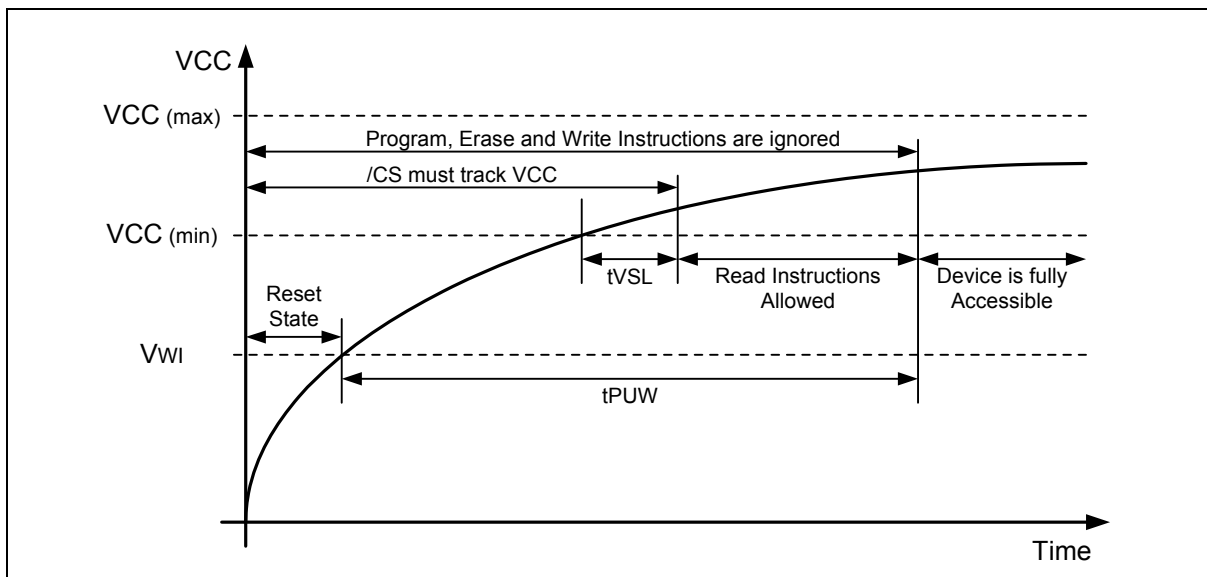 VCC
VCC (max)
Program, Erase and Write Instructions are ignored
/CS must track VCC
VCC (min)
tVSL
Read Instructions
Allowed
Device is fully
Accessible
Reset
State
VWI
tPUW
Time